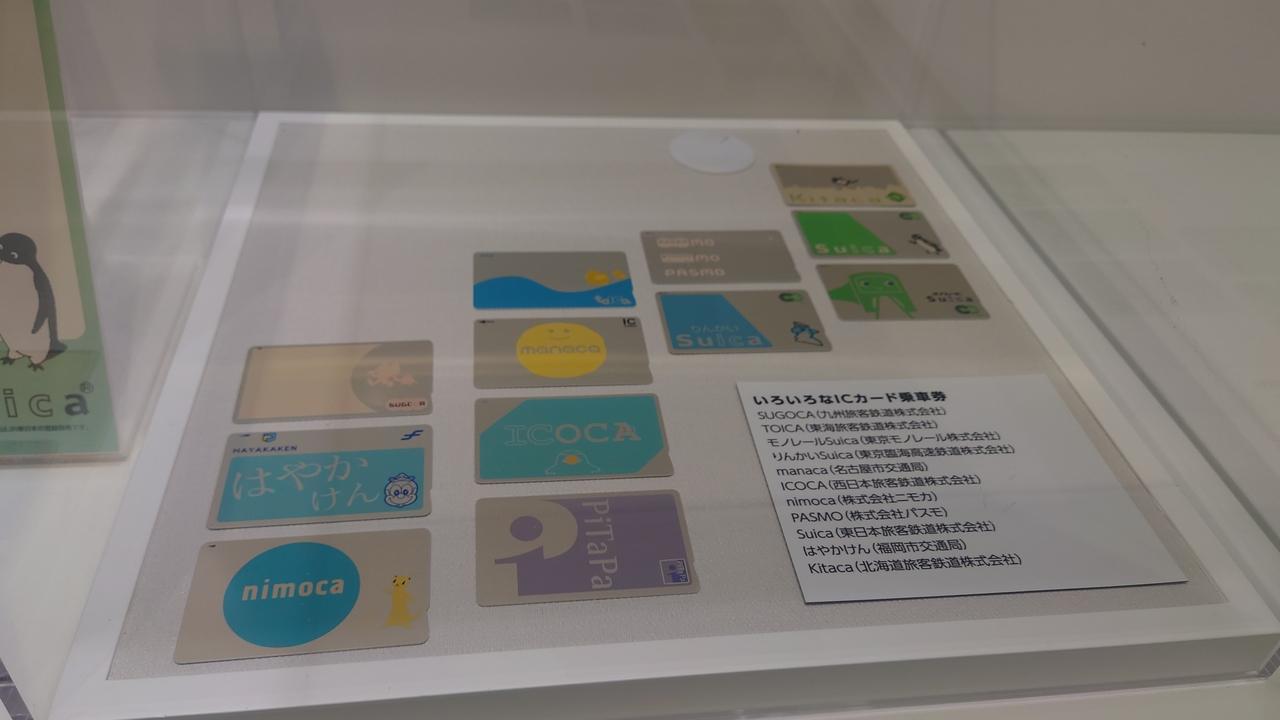 Kitaca
Suica
モノレール
Suica
PASMO
りんかい
Suica
IC
manaca
ICOCA
PiTaPa
SUGOCA
HAYAKAKEN
はやか
けん
nimoca
いろいろなICカード乗車券
SUGOCA(九州旅客鉄道株式会社)
TOICA(東海旅客鉄道株式会社)
モノレールSuica(東京モノレール株式会社)
りんかいSuica(東京臨海高速鉄道株式会社)
manaca(名古屋市交通局)
ICOCA(西日本旅客鉄道株式会社)
nimoca(株式会社ニモカ)
PASMO(株式会社パスモ)
Suica(東日本旅客鉄道株式会社)
はやかけん(福岡市交通局)
Kitaca(北海道旅客鉄道株式会社)
ica®